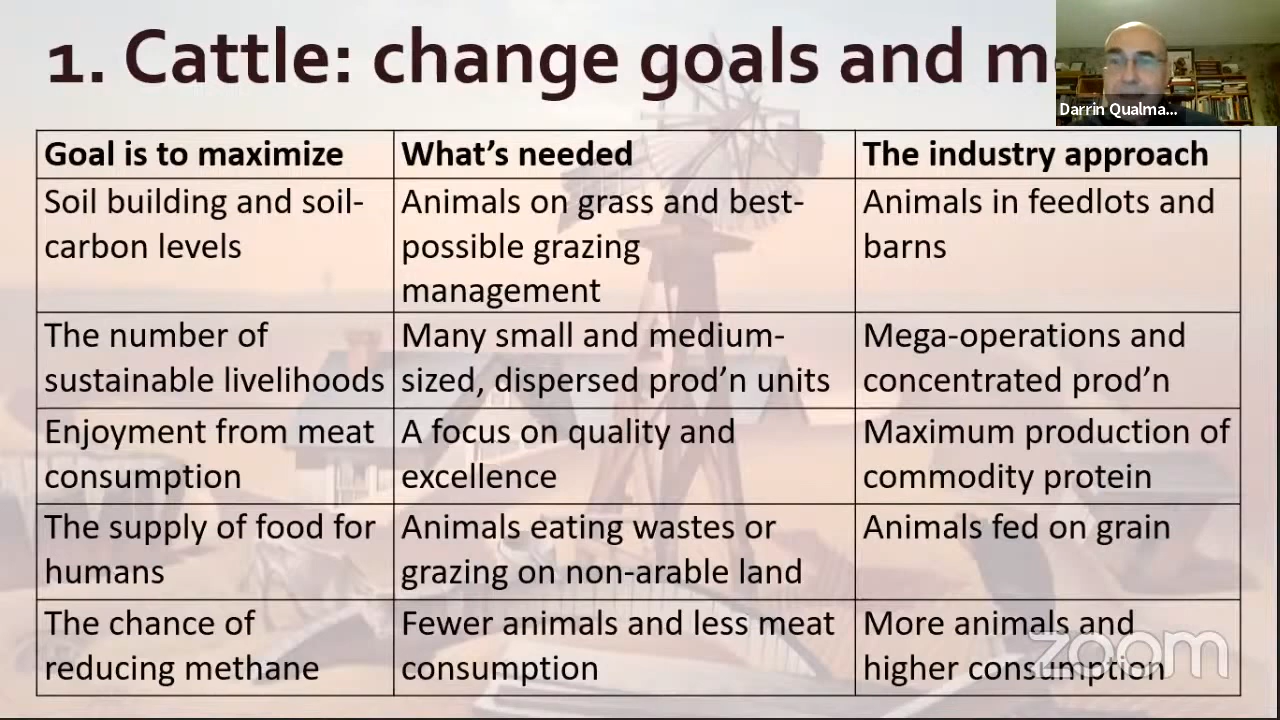 1. Cattle: change goals and m
Darrin Qualma...
Goal is to maximize
What's needed
The industry approach
Soil building and soil-
carbon levels
Animals on grass and best-
possible grazing
management
Animals in feedlots and
barns
The number of
sustainable livelihoods
Many small and medium-
sized, dispersed prod'n units
Mega-operations and
concentrated prod'n
Enjoyment from meat
consumption
A focus on quality and
excellence
Maximum production of
commodity protein
The supply of food for
humans
Animals eating wastes or
grazing on non-arable land
Animals fed on grain
The chance of
reducing methane
Fewer animals and less meat
consumption
More animals and
higher consumption
zoom